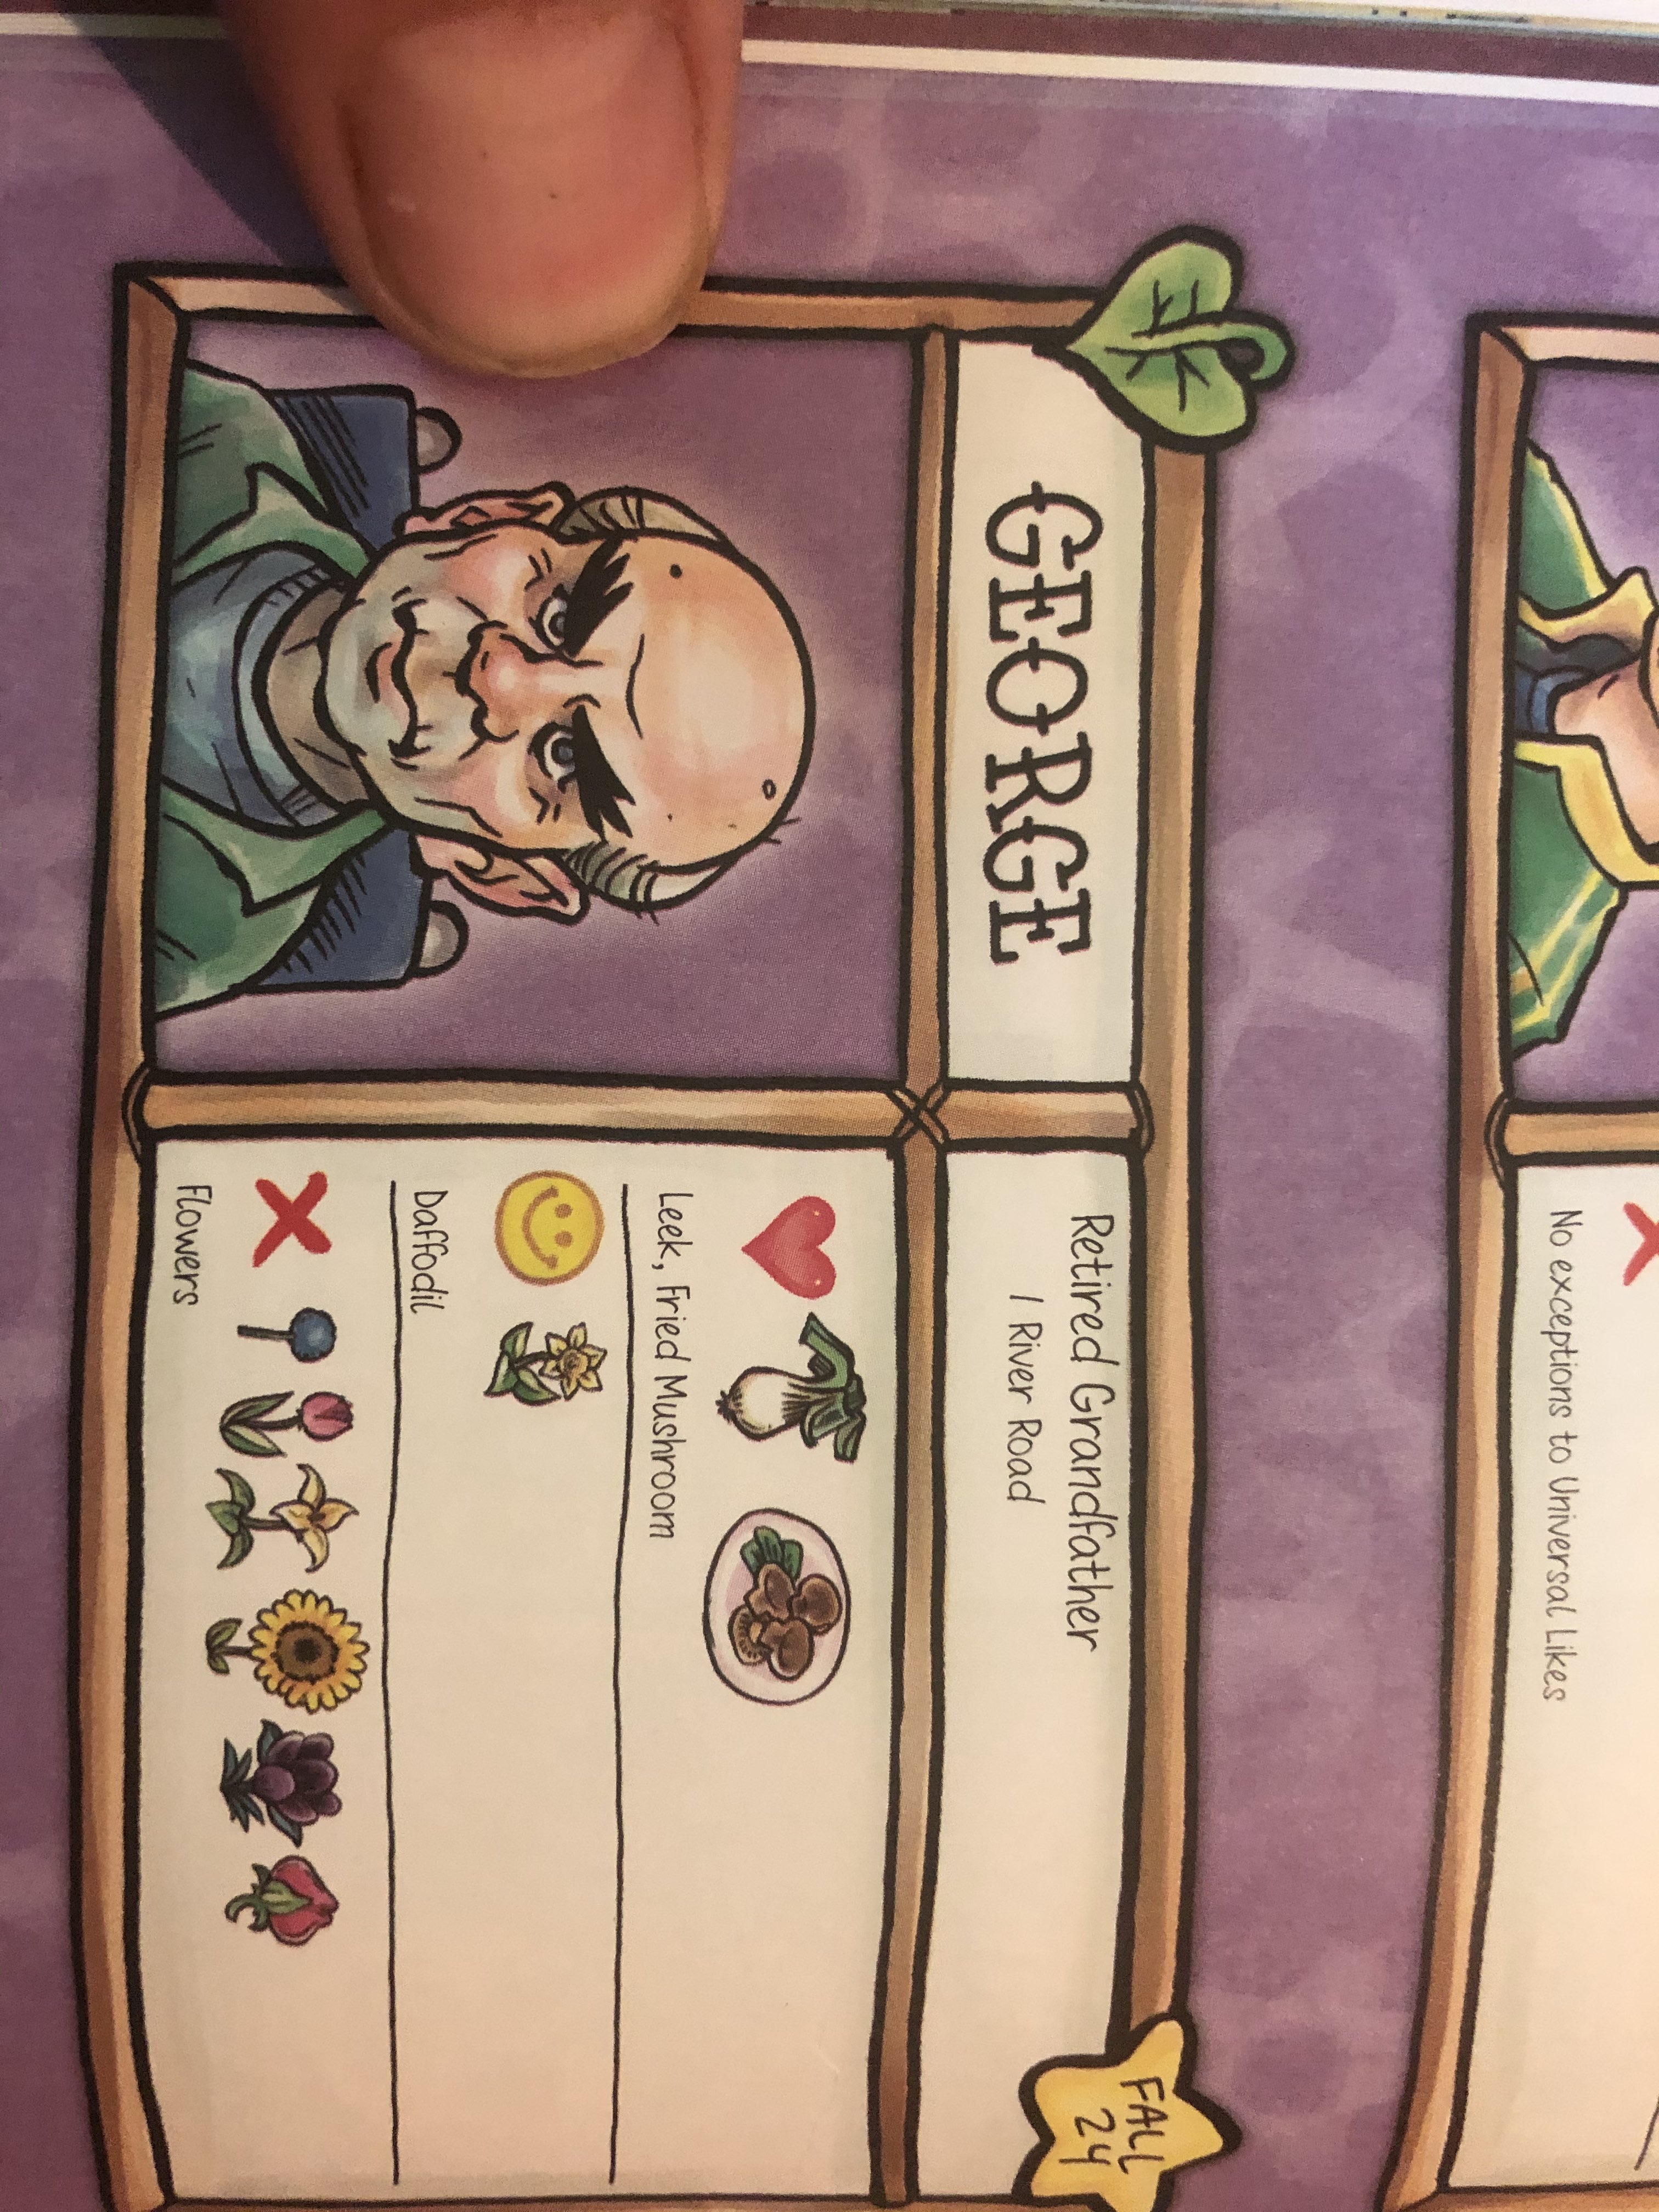 No exceptions to Universal Likes
GEORGE
Retired Grandfather
1 River Road
FALL
24
Leek, Fried Mushroom
Daffodil
Flowers